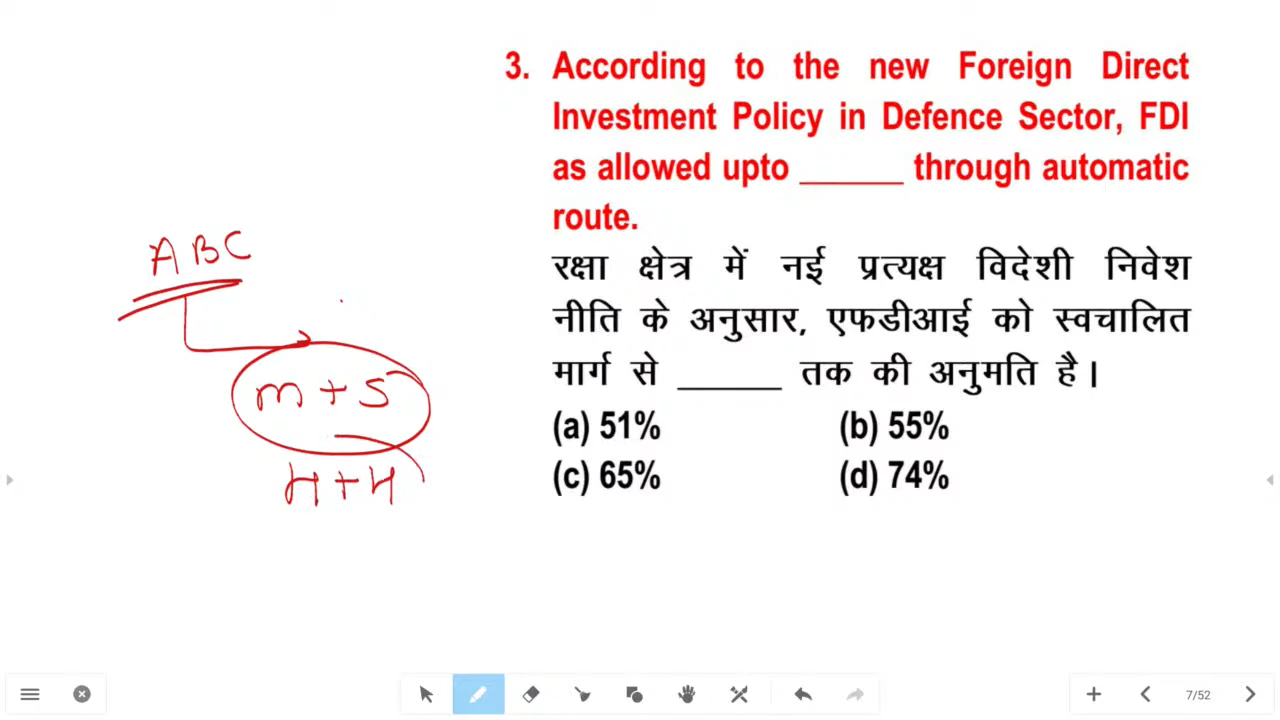 3. According to the new Foreign Direct
Investment Policy in Defence Sector, FDI
as allowed upto ______ through automatic
route.
रक्षा क्षेत्र में नई प्रत्यक्ष विदेशी निवेश
नीति के अनुसार, एफडीआई को स्वचालित
मार्ग से ______ तक की अनुमति है।
(a) 51% (b) 55%
(c) 65% (d) 74%
ABC
m + S
H + H
7/52